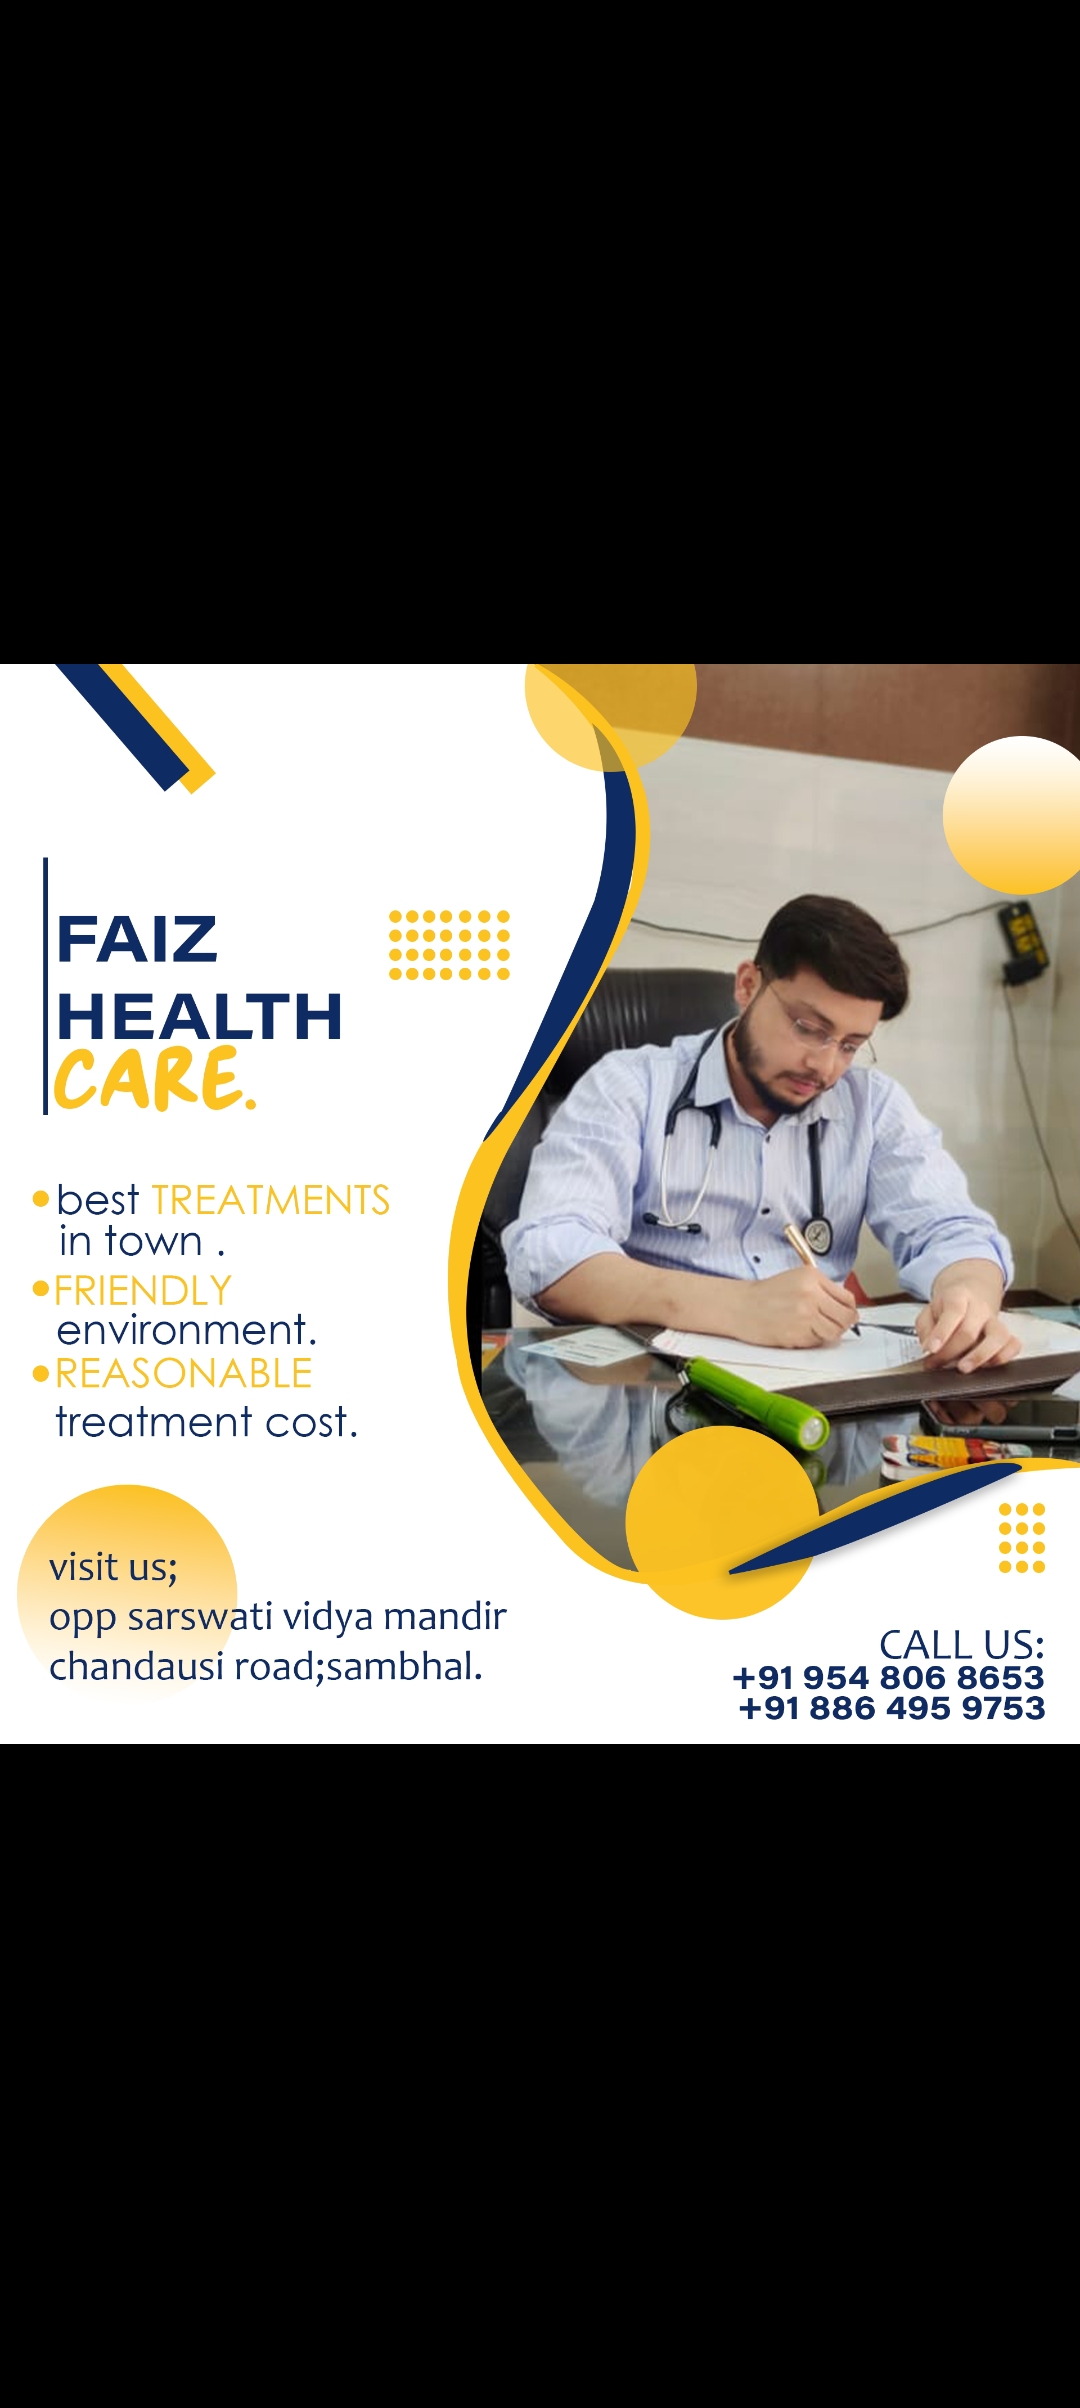 FAIZ
HEALTH
CARE.
•best TREATMENTS
in town .
•FRIENDLY
environment.
•REASONABLE
treatment cost.
visit us;
opp sarswati vidya mandir
chandausi road;sambhal.
CALL US:
+91 954 806 8653
+91 886 495 9753